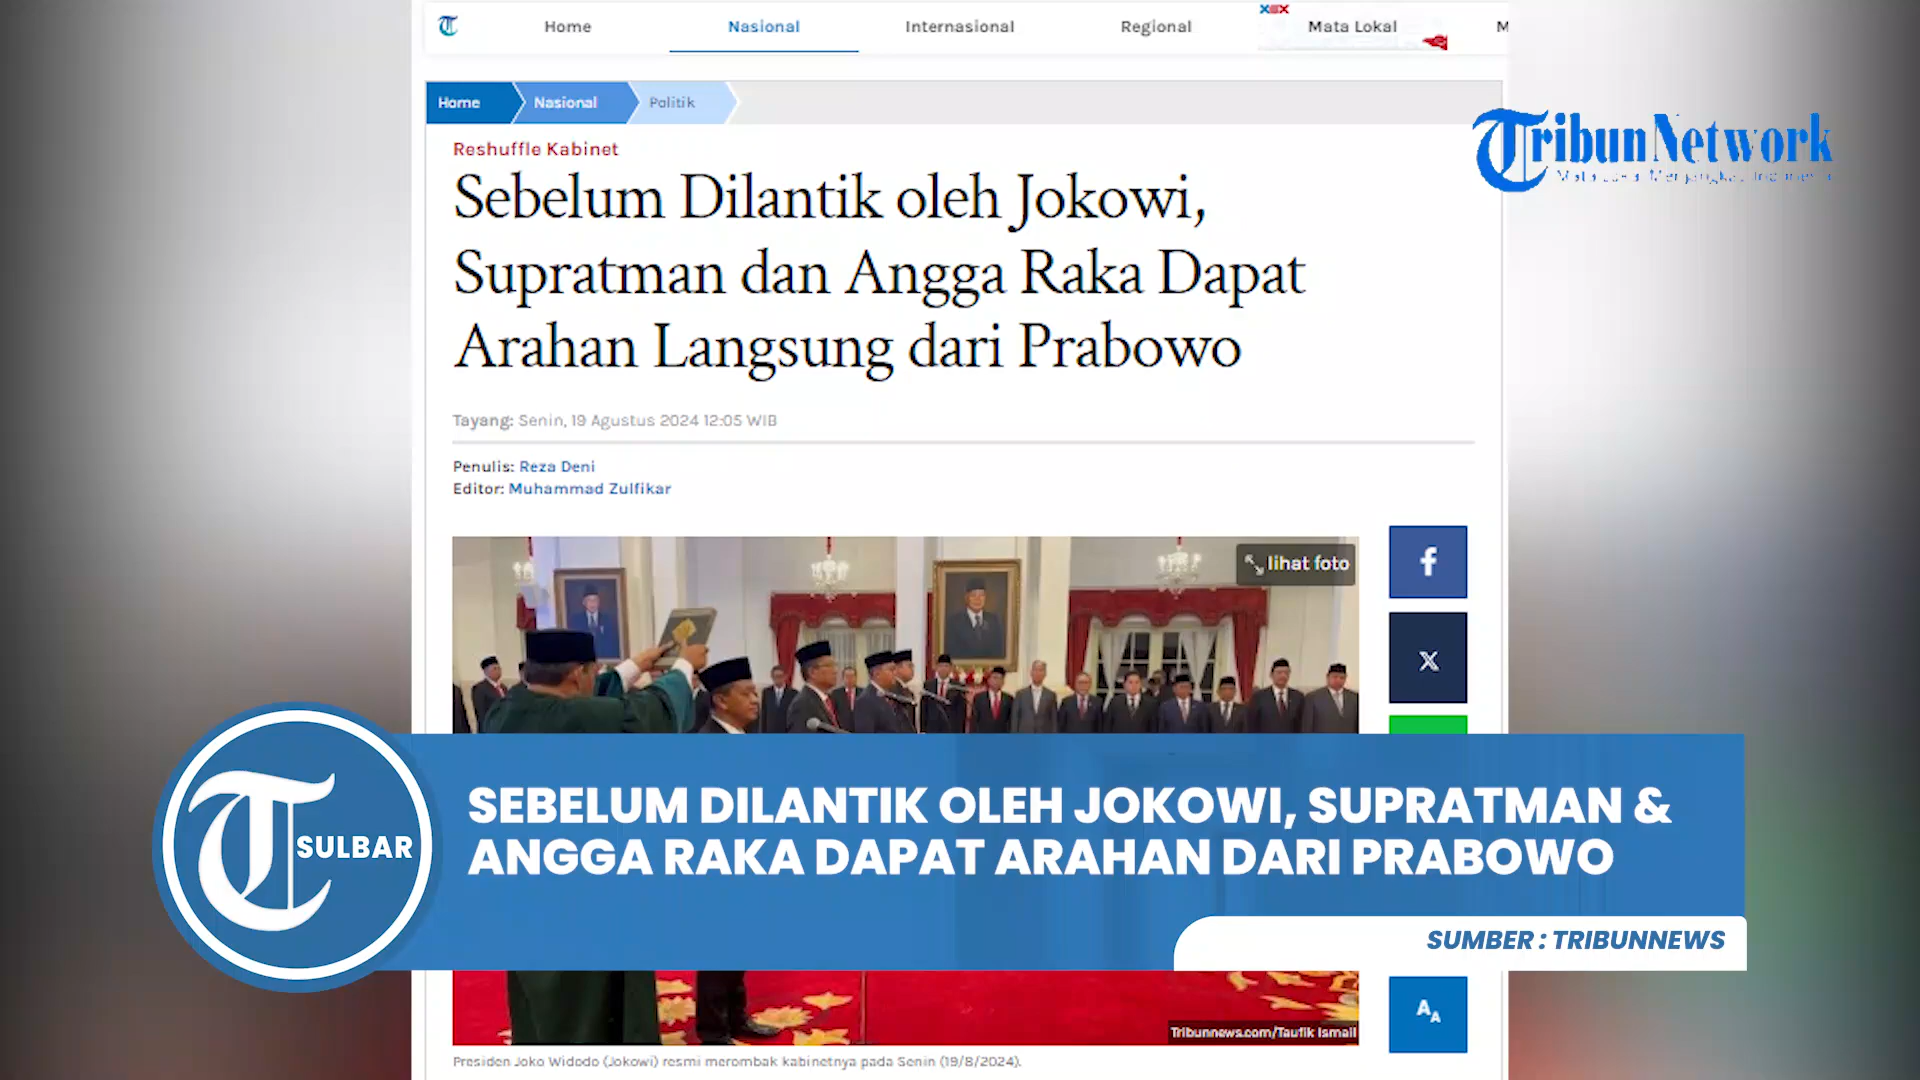 Home Nasional Internasional Regional Mata Lokal M
Home Nasional Politik
Tribun Network
Reshuffle Kabinet
Sebelum Dilantik oleh Jokowi,
Supratman dan Angga Raka Dapat
Arahan Langsung dari Prabowo
Tayang: Senin, 19 Agustus 2024 12:05 WIB
Penulis: Reza Deni
Editor: Muhammad Zulfikar
lihat foto
SULBAR
SEBELUM DILANTIK OLEH JOKOWI, SUPRATMAN &
ANGGA RAKA DAPAT ARAHAN DARI PRABOWO
SUMBER : TRIBUNNEWS
AA
Tribunnews.com/Taufik Ismail
Presiden Joko Widodo (Jokowi) resmi merombak kabinetnya pada Senin (19/8/2024).